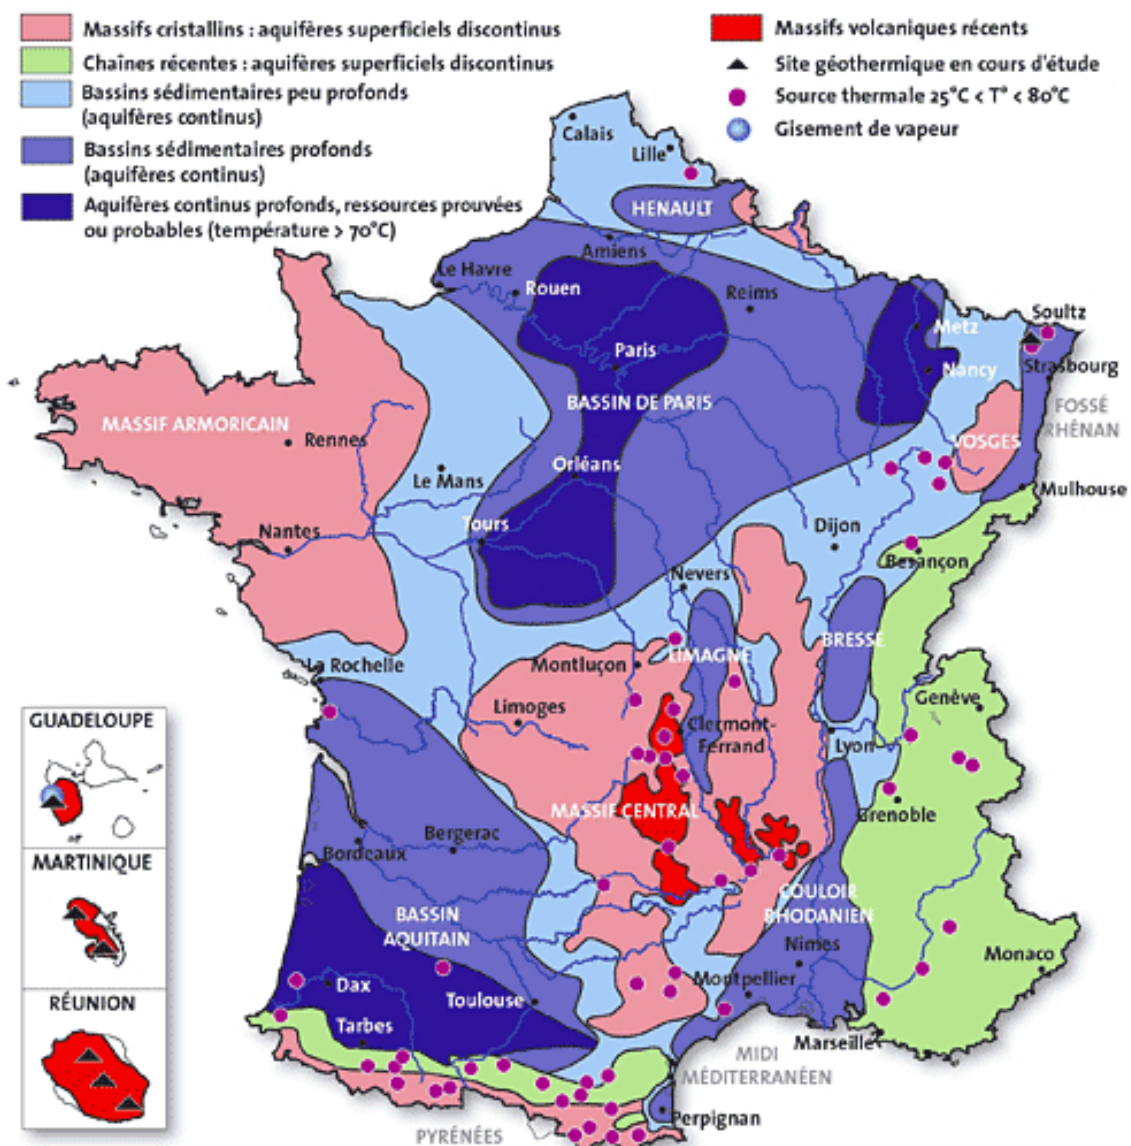 Massifs cristallins : aquifères superficiels discontinus
Chaînes récentes : aquifères superficiels discontinus
Bassins sédimentaires peu profonds
(aquifères continus)
Bassins sédimentaires profonds
(aquifères continus)
Aquifères continus profonds, ressources prouvées
ou probables (température > 70°C)
Massifs volcaniques récents
Site géothermique en cours d'étude
Source thermale 25°C < T° < 80°C
Gisement de vapeur
Calais
Lille
HENAULT
Amiens
Le Havre
Rouen
Reims
Soultz
Metz
Paris
Nancy
Strasbourg
BASSIN DE PARIS
FOSSÉ
RHÉNAN
MASSIF ARMORICAIN
Rennes
VOSGES
Orléans
Le Mans
Mulhouse
Tours
Dijon
Nantes
Besançon
Nevers
BRESSE
LIMAGNE
La Rochelle
Montluçon
Genève
Limoges
Clermont-
Ferrand
Lyon
GUADELOUPE
MASSIF CENTRAL
Grenoble
Bergerac
Bordeaux
MARTINIQUE
COULOIR
RHODANIEN
BASSIN
AQUITAIN
Nimes
Monaco
Montpellier
Dax
Toulouse
RÉUNION
Tarbes
Marseille
MIDI
MÉDITERRANÉEN
Perpignan
PYRÉNÉES